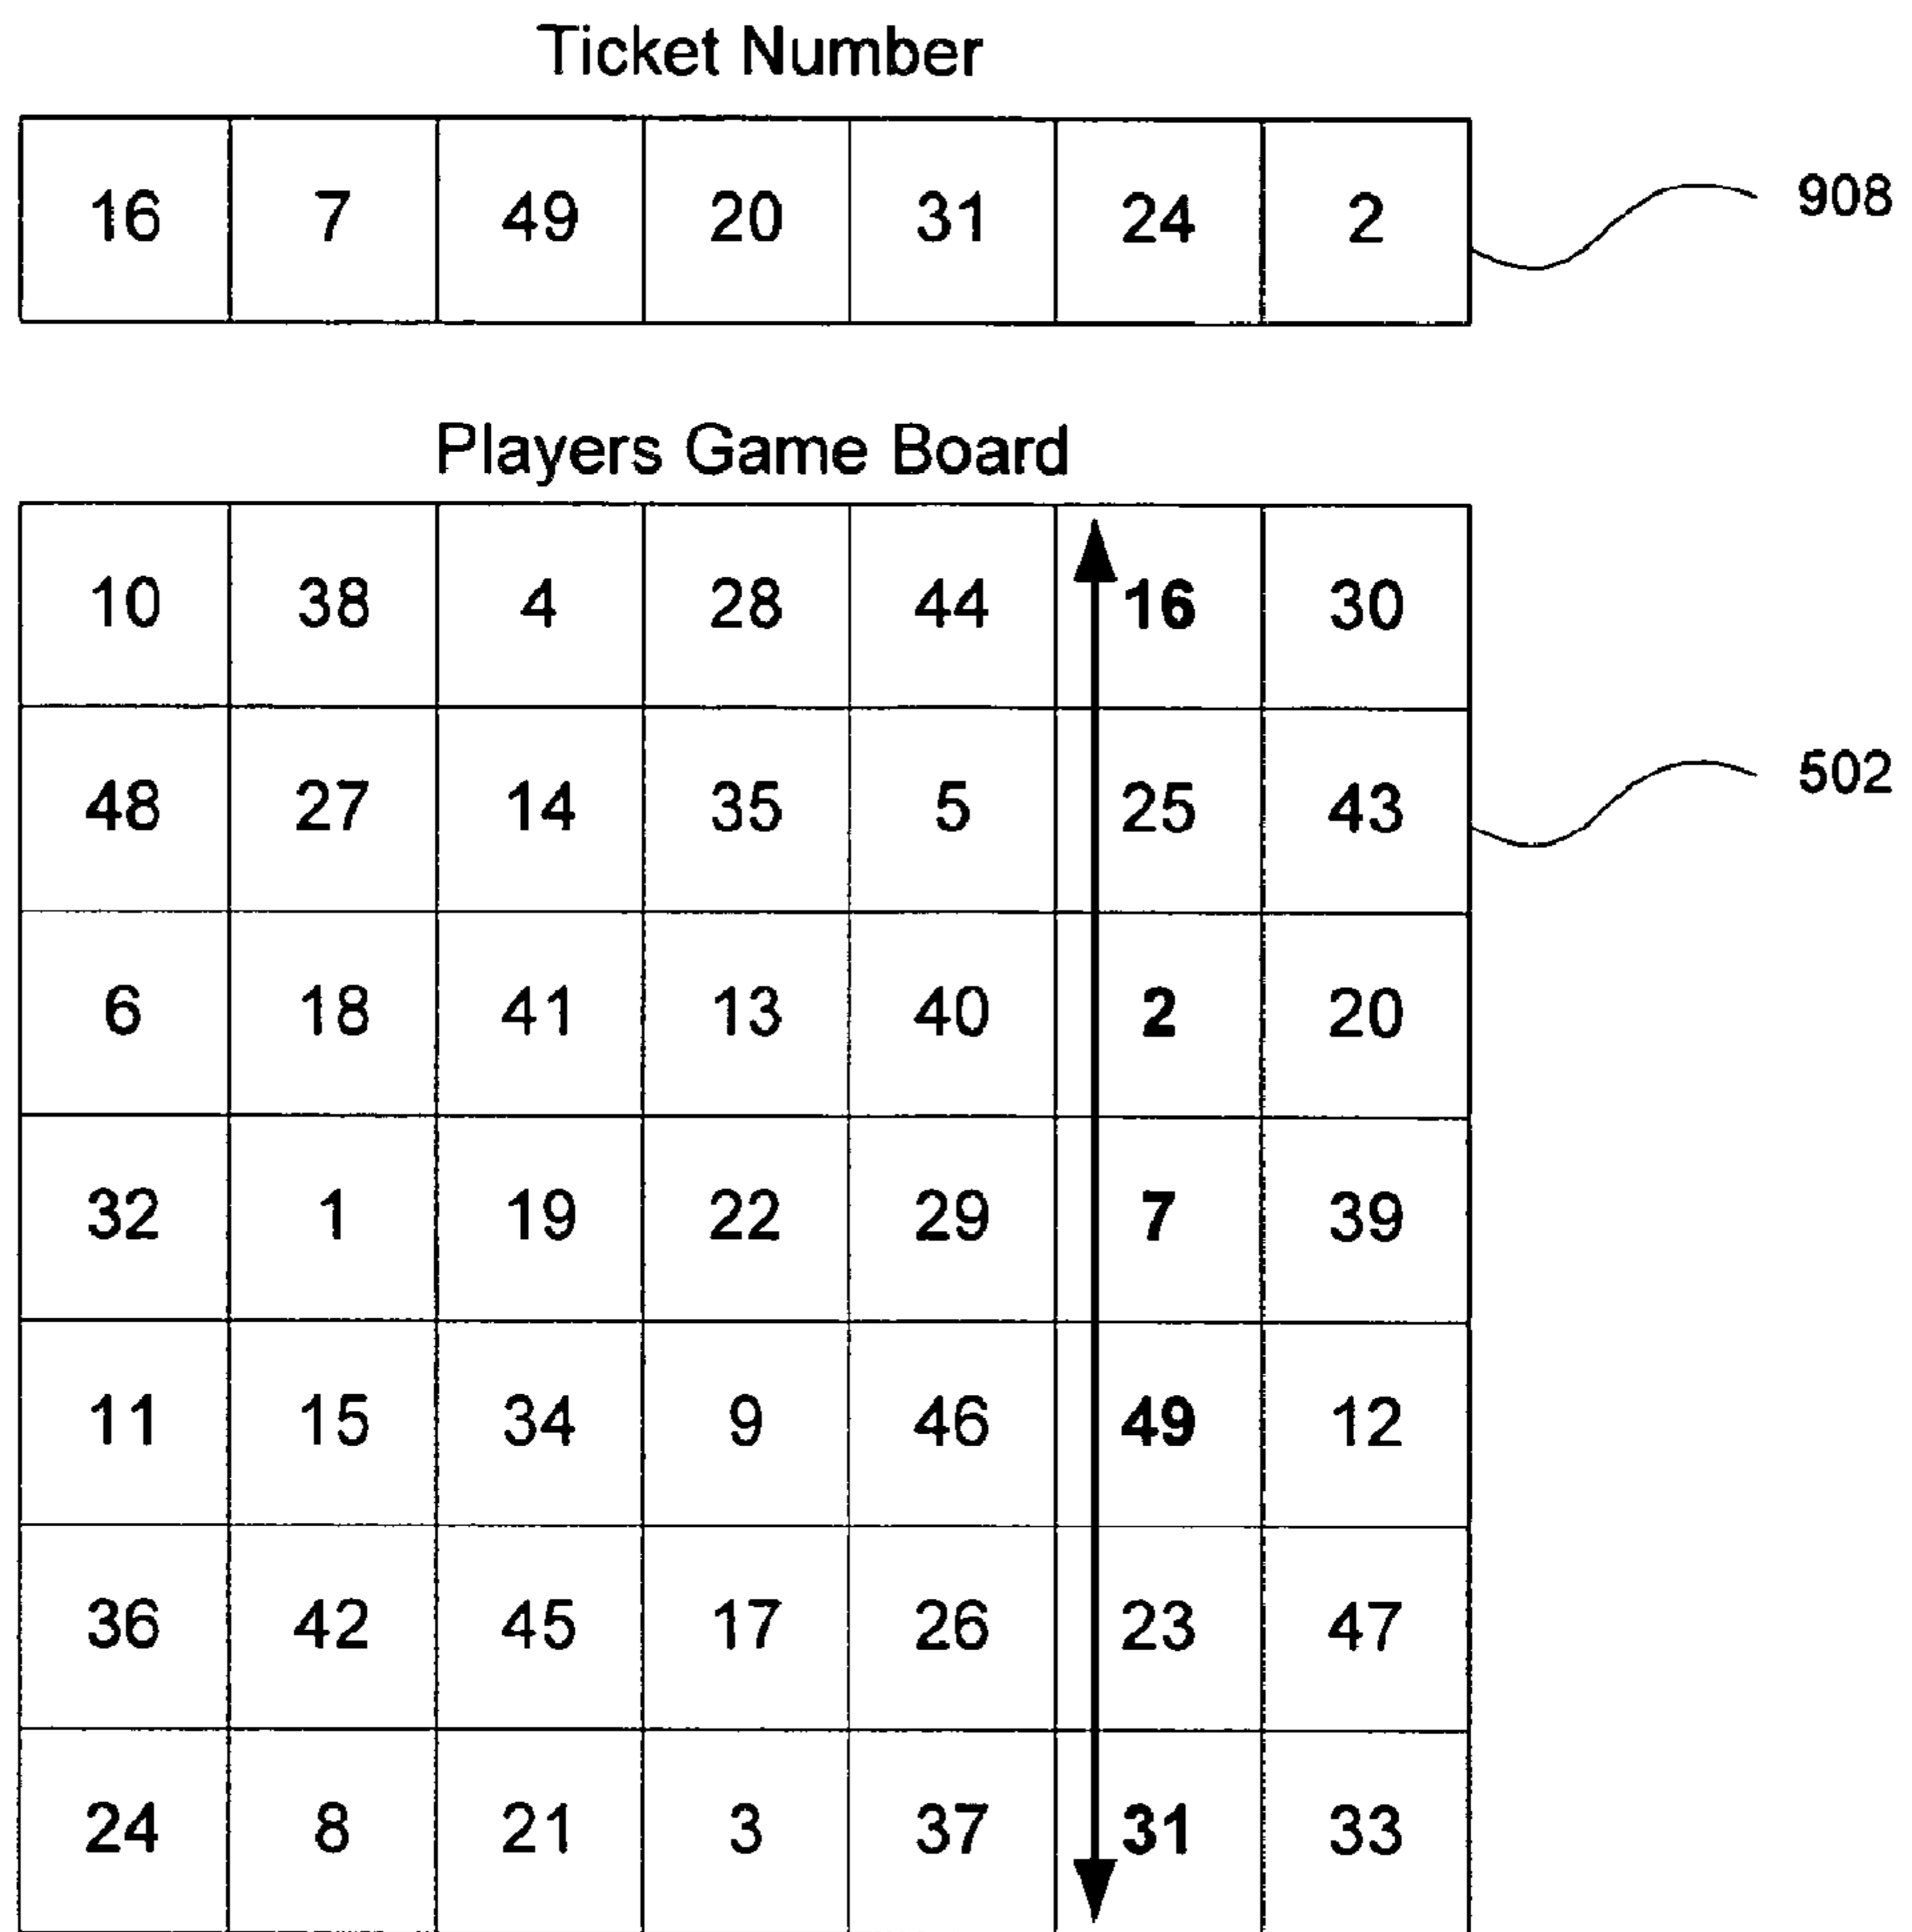 Ticket Number
16 7 49 20 31 24 2
908
Players Game Board
10 38 4 28 44 16 30
48 27 14 35 5 25 43
502
6 18 41 13 40 2 20
32 1 19 22 29 7 39
11 15 34 9 46 49 12
36 42 45 17 26 23 47
24 8 21 3 37 31 33